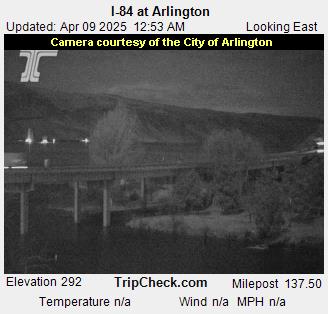 I-84 at Arlington
Updated: Apr 09 2025 12:53 AM Looking East
Camera courtesy of the City of Arlington
Elevation 292 TripCheck.com Milepost 137.50
Temperature n/a Wind n/a MPH n/a